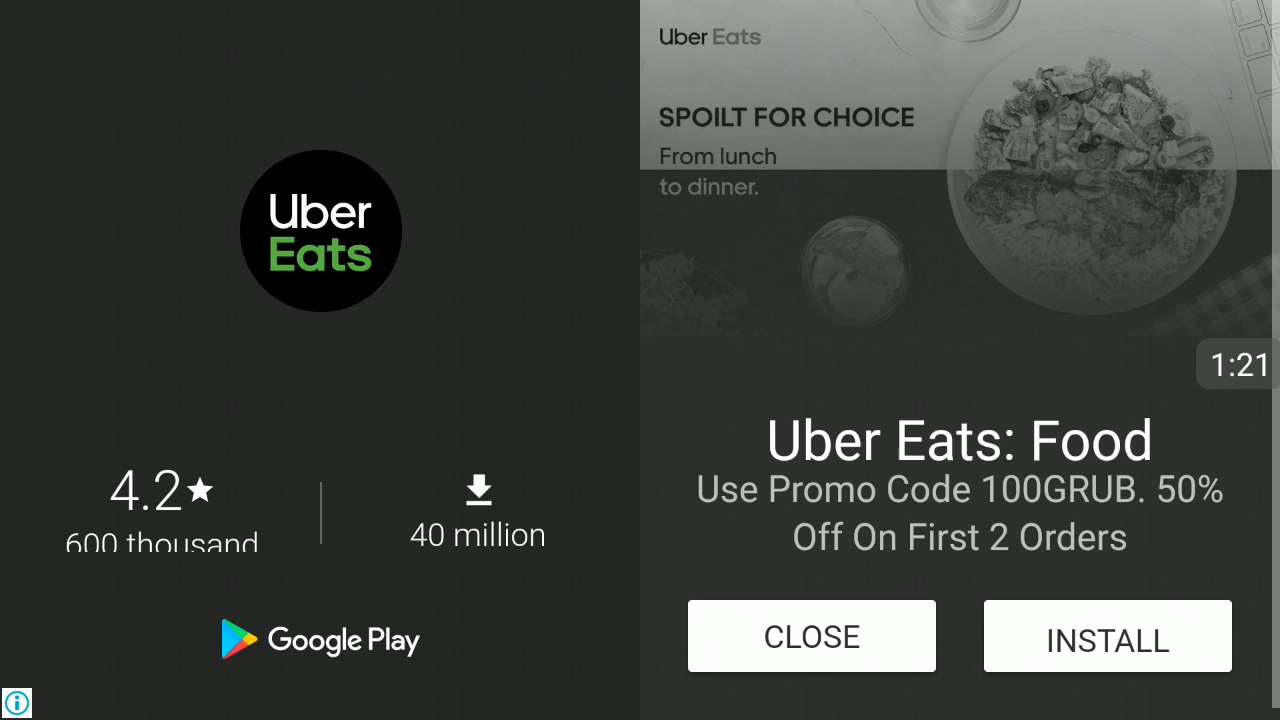 Uber
Eats
4.2
600 thousand
40 million
Google Play
Uber Eats
SPOILT FOR CHOICE
From lunch
to dinner.
1:21
Uber Eats: Food
Use Promo Code 100GRUB. 50%
Off On First 2 Orders
CLOSE
INSTALL